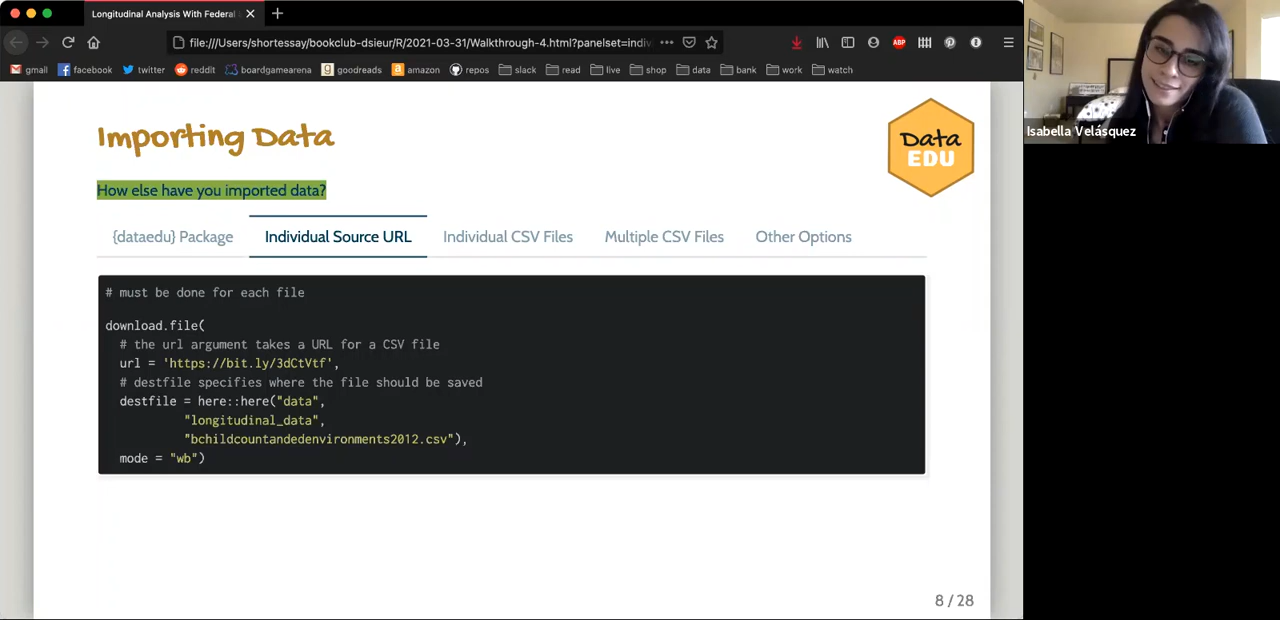 Longitudinal Analysis With Federal
file:///Users/shortessay/bookclub-dsieur/R/2021-03-31/Walkthrough-4.html?panelset=indiv
ABP
gmail facebook twitter reddit boardgamearena goodreads amazon repos slack read live shop data bank work watch
Importing Data
Data
EDU
How else have you imported data?
{dataedu} Package Individual Source URL Individual CSV Files Multiple CSV Files Other Options
# must be done for each file
download.file(
# the url argument takes a URL for a CSV file
url = 'https://bit.ly/3dCtVtf',
# destfile specifies where the file should be saved
destfile = here::here("data",
"longitudinal_data",
"bchildcountandedenvironments2012.csv"),
mode = "wb")
8 / 28
Isabella Velásquez